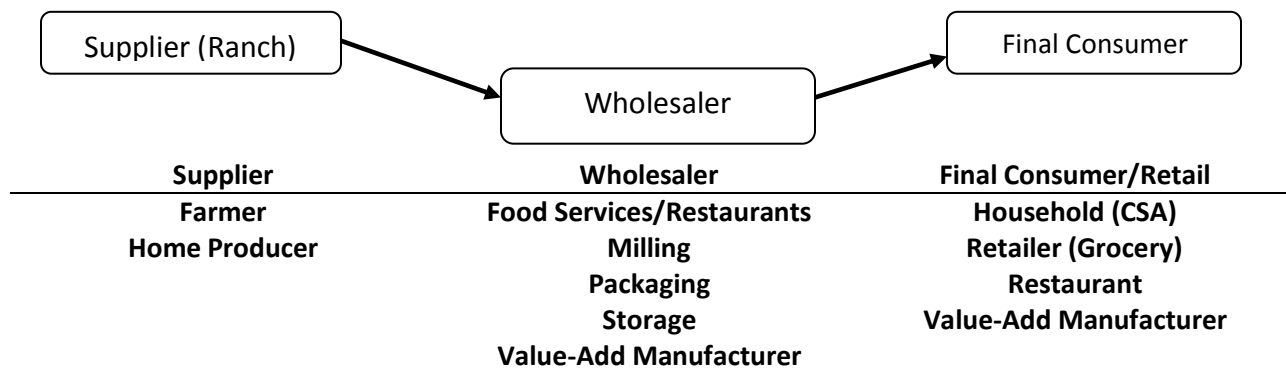 Supplier (Ranch)
Final Consumer
Wholesaler
Supplier Wholesaler Final Consumer/Retail
Farmer Food Services/Restaurants Household (CSA)
Home Producer Milling Retailer (Grocery)
Packaging Restaurant
Storage Value-Add Manufacturer
Value-Add Manufacturer